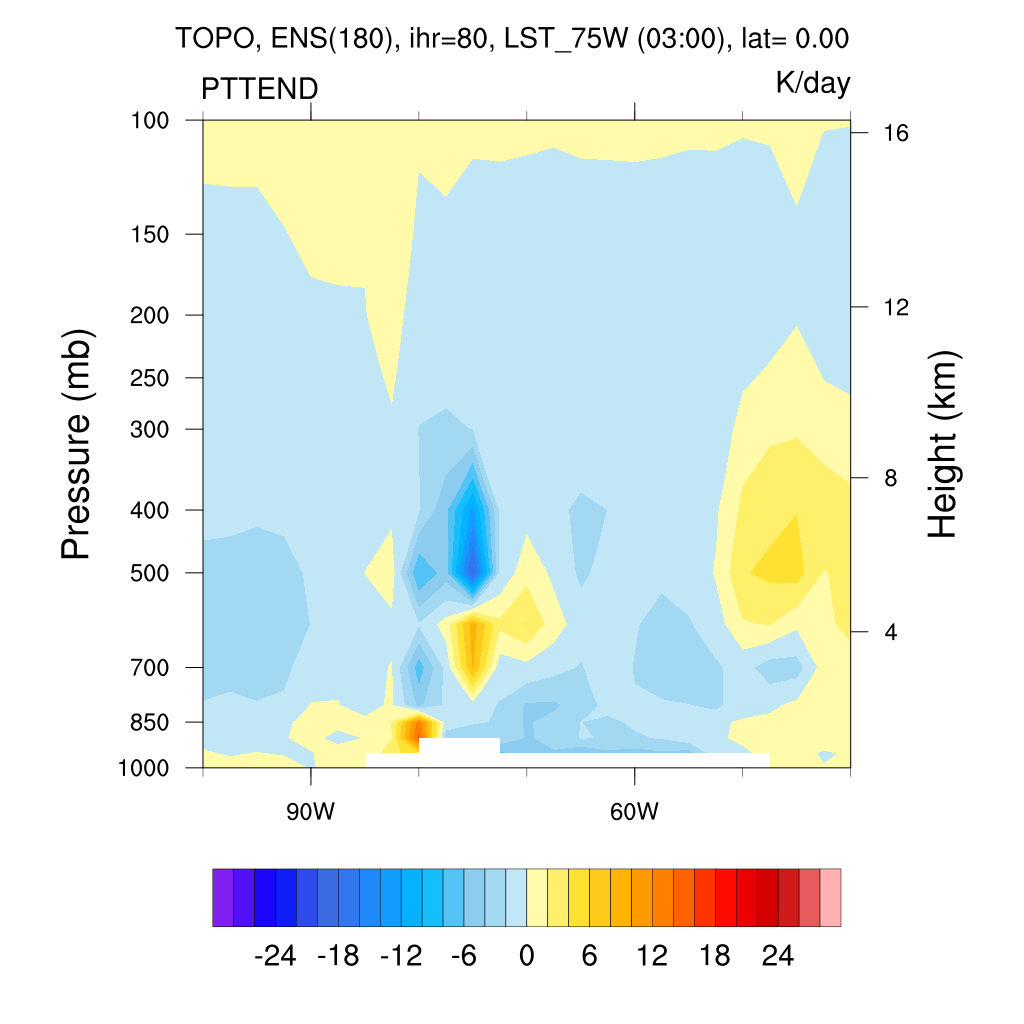 TOPO, ENS(180), ihr=80, LST_75W (03:00), lat= 0.00
PTTEND K/day
100
150
200
250
300
400
500
700
850
1000
Pressure (mb)
16
12
8
4
Height (km)
90W 60W
-24 -18 -12 -6 0 6 12 18 24